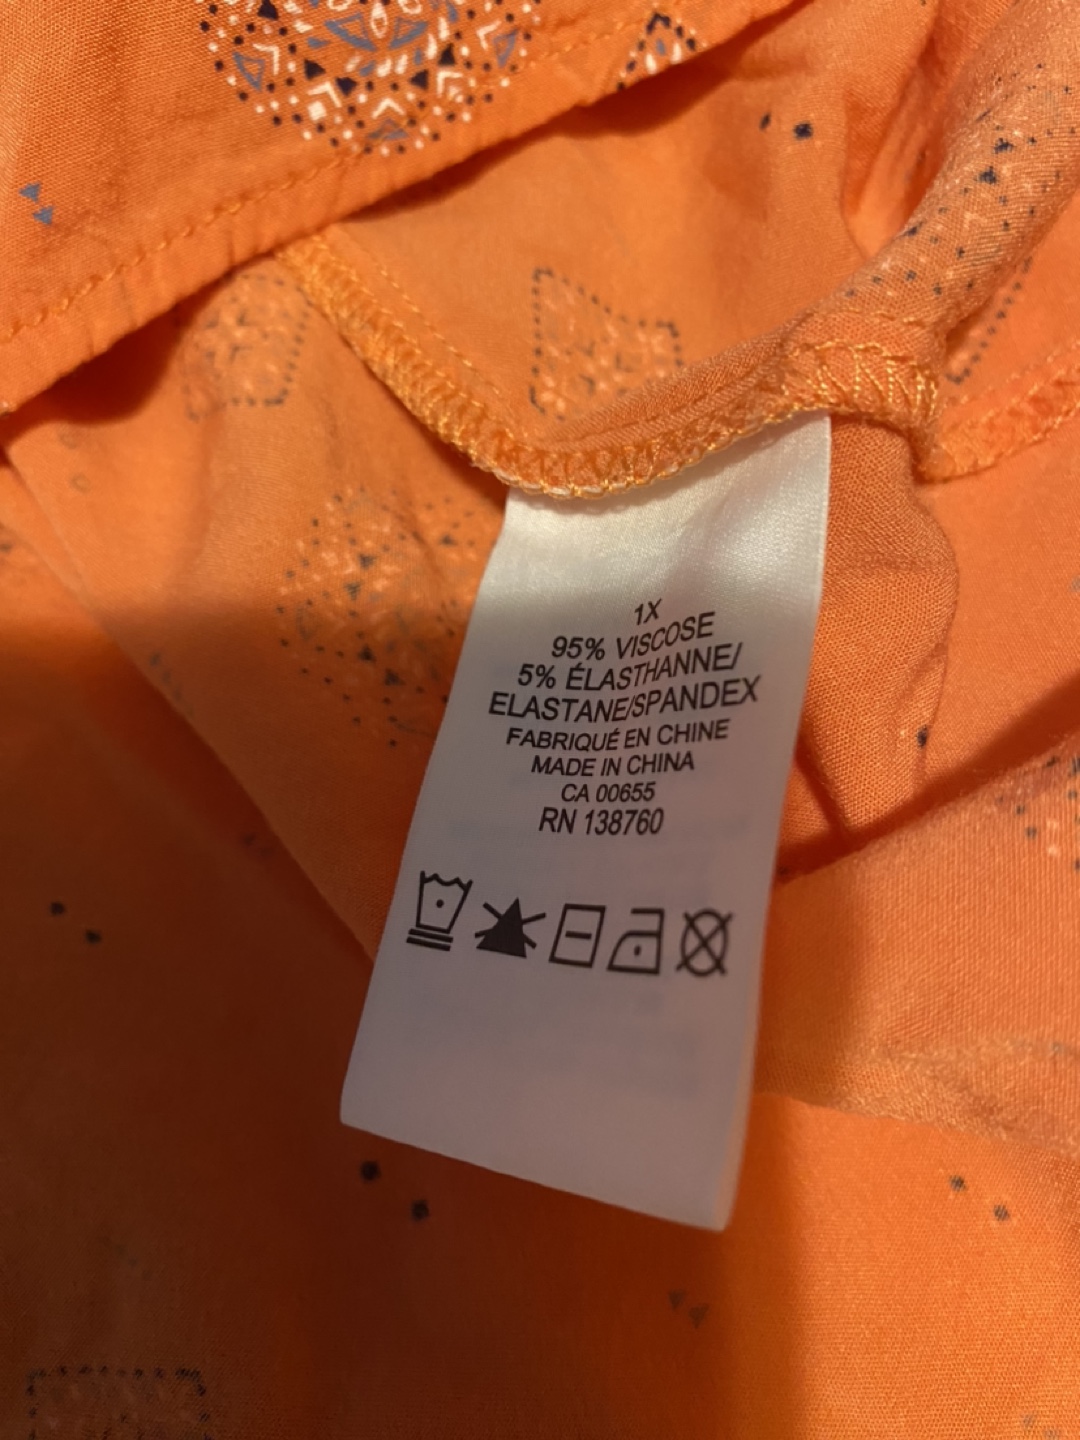 1X
95% VISCOSE
5% ÉLASTHANNE/
ELASTANE/SPANDEX
FABRIQUÉ EN CHINE
MADE IN CHINA
CA 00655
RN 138760